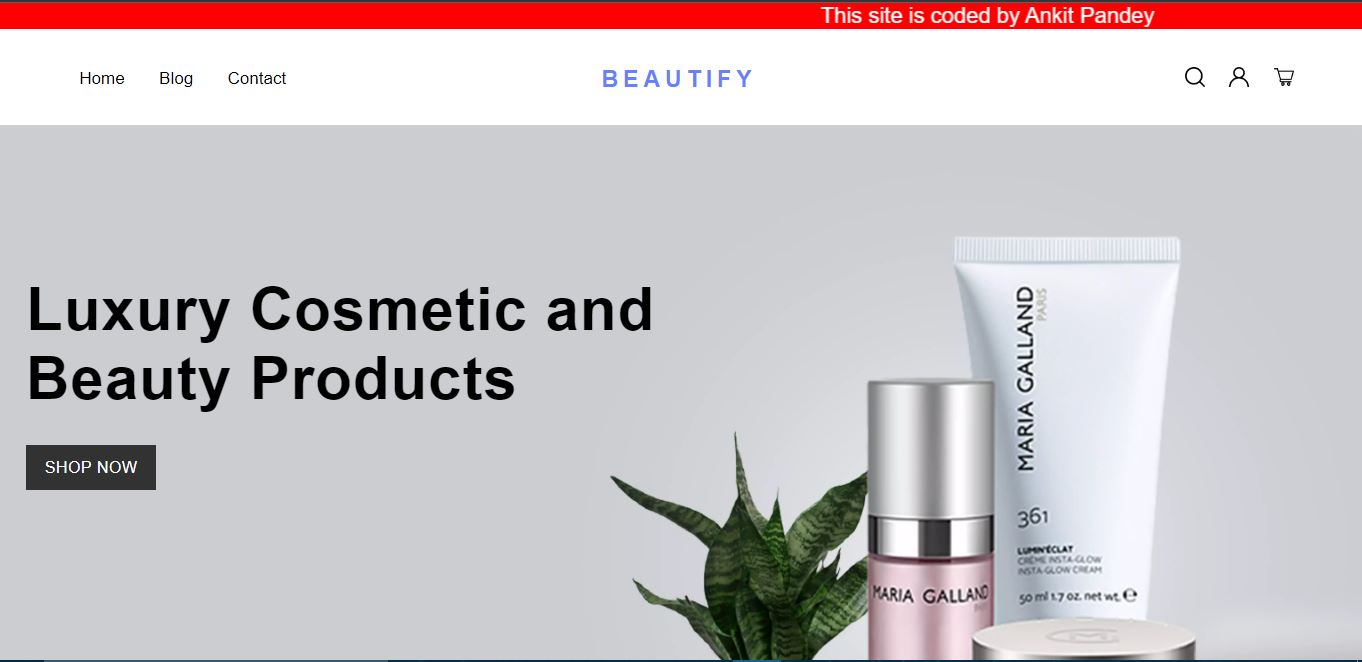 This site is coded by Ankit Pandey
Home
Blog
Contact
BEAUTIFY
Luxury Cosmetic and
Beauty Products
SHOP NOW
MARIA GALLAND
PARIS
361
LUMIN'ÉCLAT
CRÈME INSTA-GLOW
INSTA-GLOW CREAM
50 ml 1.7 oz. net wt. ℮
MARIA GALLAND